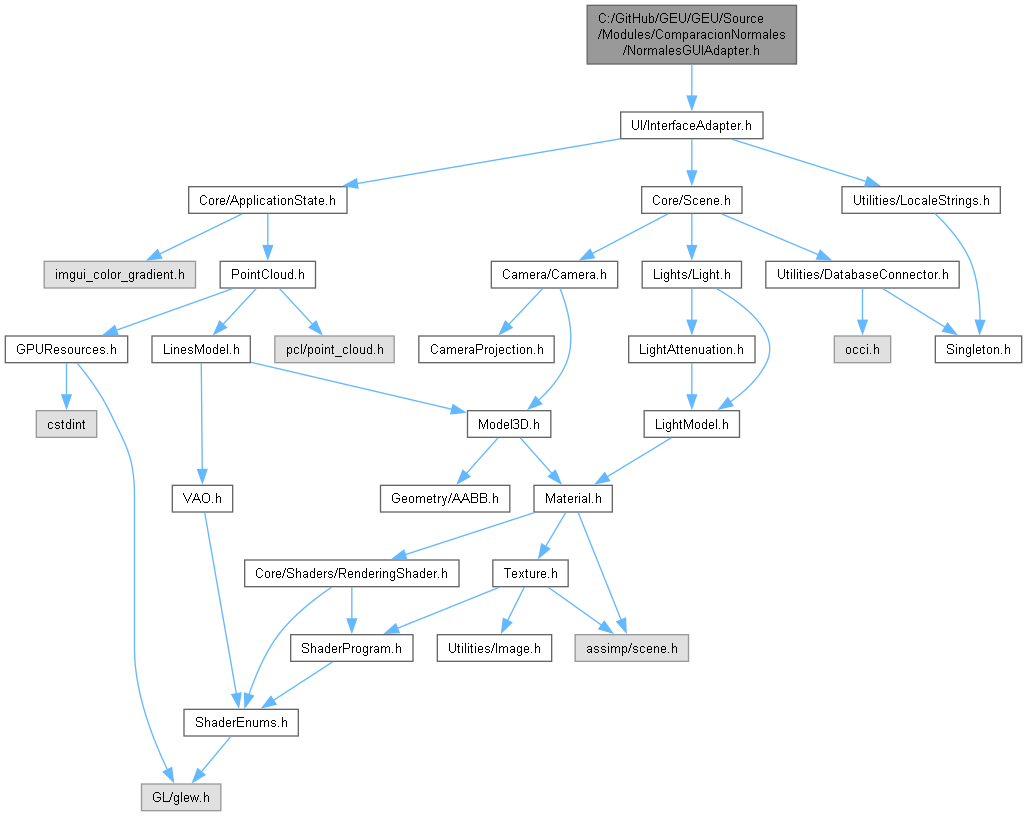 C:/GitHub/GEU/GEU/Source
/Modules/ComparacionNormales
/NormalesGUIAdapter.h
UI/InterfaceAdapter.h
Core/ApplicationState.h
Core/Scene.h
Utilities/LocaleStrings.h
imgui_color_gradient.h
PointCloud.h
Camera/Camera.h
Lights/Light.h
Utilities/DatabaseConnector.h
GPUResources.h
LinesModel.h
pcl/point_cloud.h
CameraProjection.h
LightAttenuation.h
occi.h
Singleton.h
cstdint
Model3D.h
LightModel.h
VAO.h
Geometry/AABB.h
Material.h
Core/Shaders/RenderingShader.h
Texture.h
ShaderProgram.h
Utilities/Image.h
assimp/scene.h
ShaderEnums.h
GL/glew.h